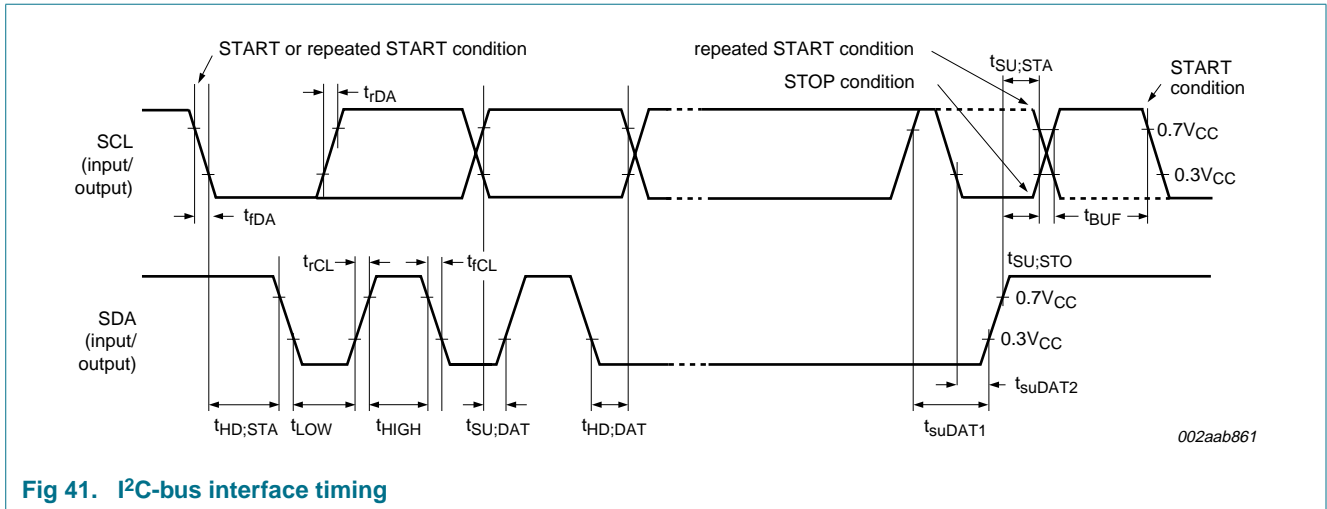 START or repeated START condition
repeated START condition
STOP condition
tSU;STA
START
condition
trDA
SCL
(input/
output)
0.7VCC
0.3VCC
tfDA
tBUF
trCL
tfCL
tSU;STO
SDA
(input/
output)
0.7VCC
0.3VCC
tsuDAT2
tHD;STA
tLOW
tHIGH
tSU;DAT
tHD;DAT
tsuDAT1
002aab861
Fig 41. I²C-bus interface timing